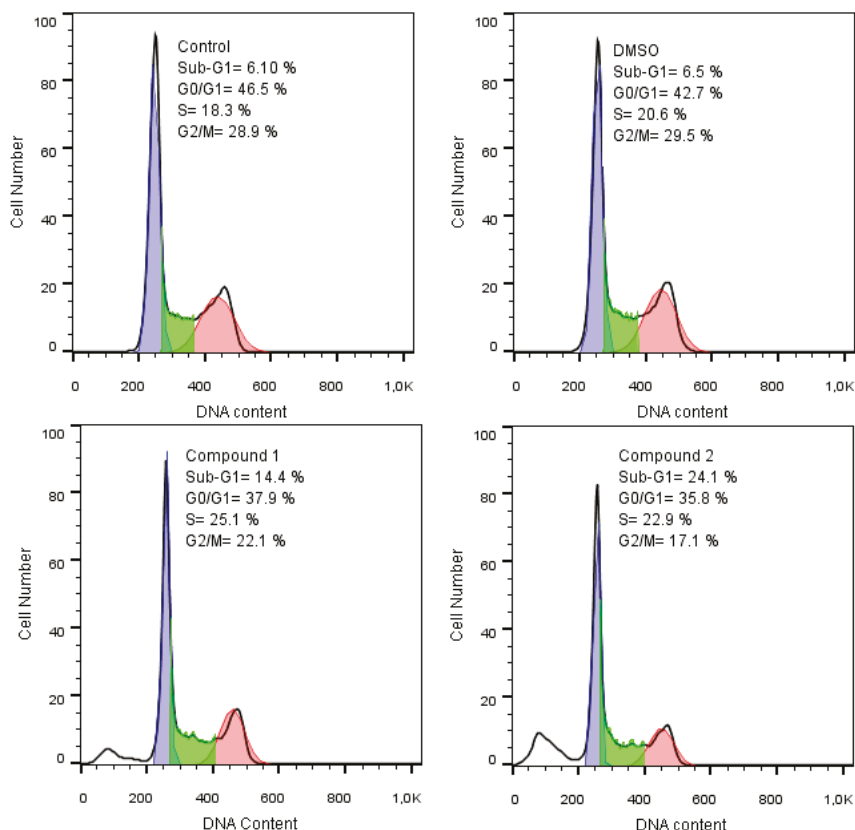 Control
Sub-G1= 6.10 %
G0/G1= 46.5 %
S= 18.3 %
G2/M= 28.9 %
Cell Number
100
80
60
40
20
0
0 200 400 600 800 1,0K
DNA content
DMSO
Sub-G1= 6.5 %
G0/G1= 42.7 %
S= 20.6 %
G2/M= 29.5 %
Cell Number
100
80
60
40
20
0
0 200 400 600 800 1,0K
DNA content
Compound 1
Sub-G1= 14.4 %
G0/G1= 37.9 %
S= 25.1 %
G2/M= 22.1 %
Cell Number
100
80
60
40
20
0
0 200 400 600 800 1,0K
DNA Content
Compound 2
Sub-G1= 24.1 %
G0/G1= 35.8 %
S= 22.9 %
G2/M= 17.1 %
Cell Number
100
80
60
40
20
0
0 200 400 600 800 1,0K
DNA Content